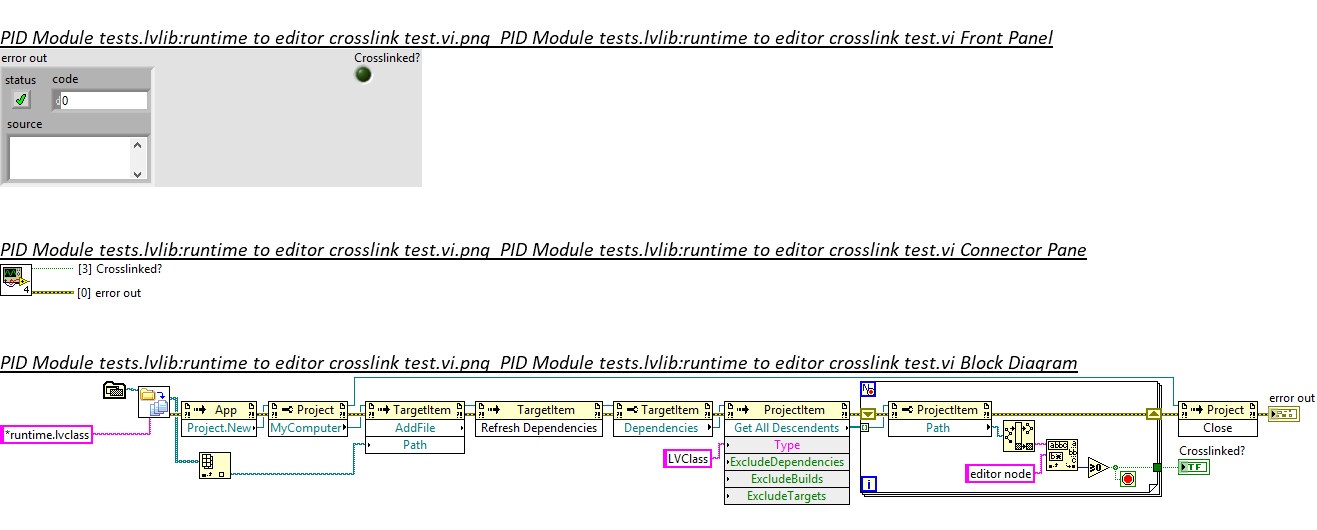 PID Module tests.lvlib:runtime to editor crosslink test.vi.png PID Module tests.lvlib:runtime to editor crosslink test.vi Front Panel
error out
Crosslinked?
status
code
d0
source
PID Module tests.lvlib:runtime to editor crosslink test.vi.png PID Module tests.lvlib:runtime to editor crosslink test.vi Connector Pane
[3] Crosslinked?
4
[0] error out
PID Module tests.lvlib:runtime to editor crosslink test.vi.png PID Module tests.lvlib:runtime to editor crosslink test.vi Block Diagram
App
Project.New
Project
MyComputer
TargetItem
AddFile
Path
TargetItem
Refresh Dependencies
TargetItem
Dependencies
ProjectItem
Get All Descendents
Type
ExcludeDependencies
ExcludeBuilds
ExcludeTargets
N
ProjectItem
Path
Project
Close
error out
*runtime.lvclass
LVClass
editor node
≥0
Crosslinked?
TF
i